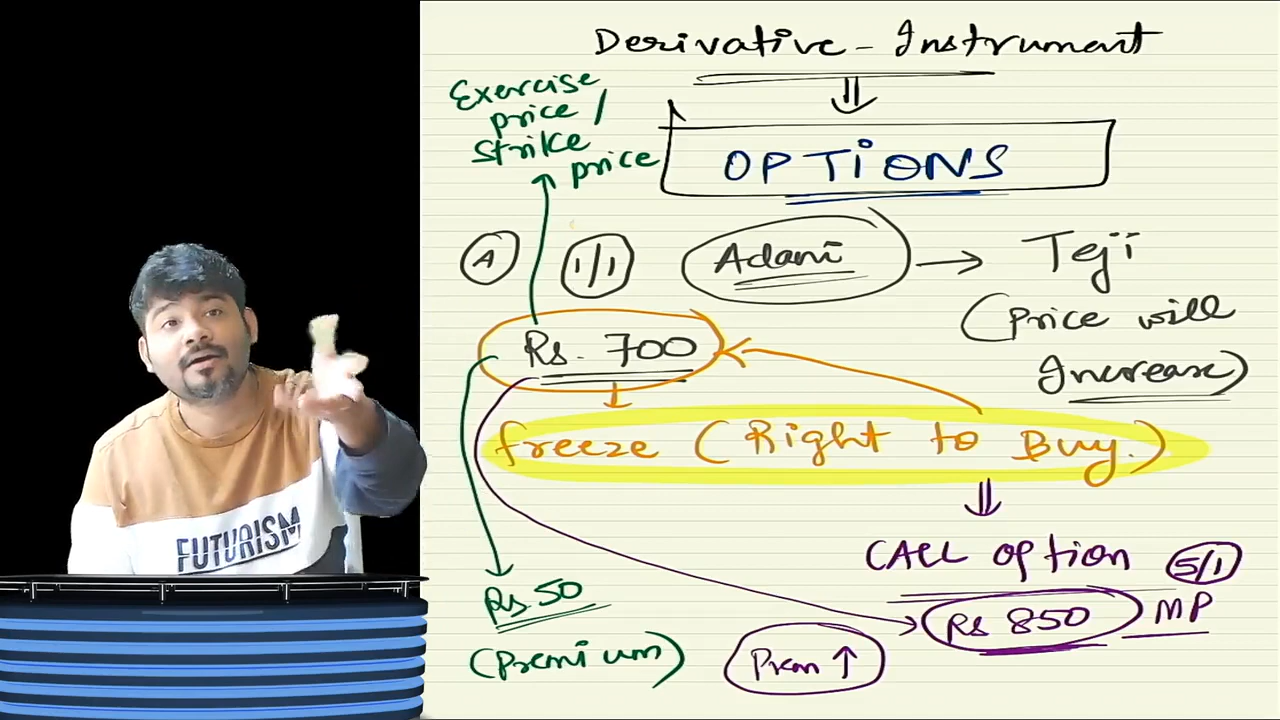 Derivative - Instrument
Exercise
price /
Strike
price
OPTIONS
A
1/1
Adani
Teji
(Price will
Increase)
Rs. 700
freeze (Right to Buy.)
CALL option
5/1
Rs 850
MP
Rs. 50
(Premium)
Prem ↑
FUTURISM